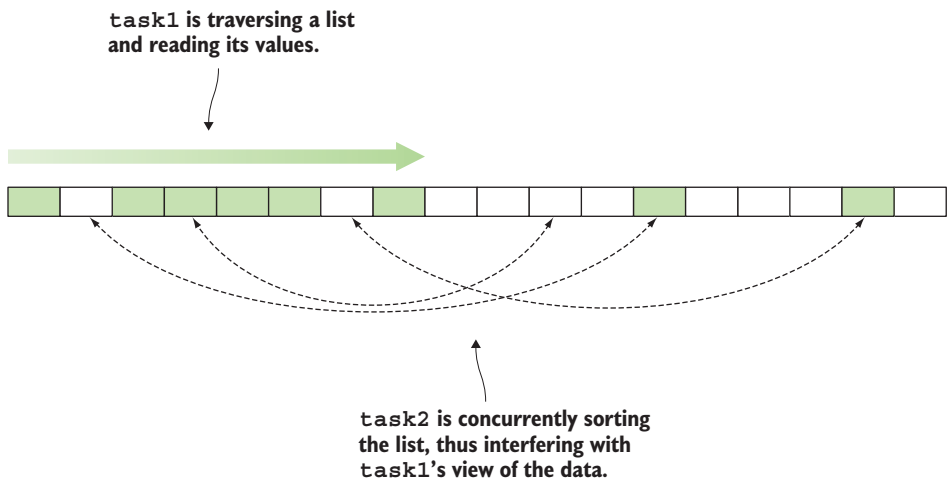 task1 is traversing a list
and reading its values.
task2 is concurrently sorting
the list, thus interfering with
task1's view of the data.